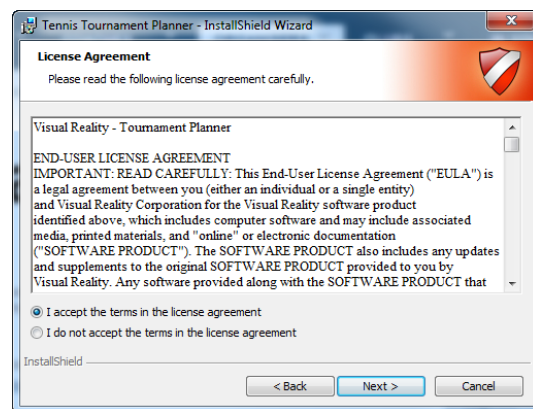 Tennis Tournament Planner - InstallShield Wizard
License Agreement
Please read the following license agreement carefully.
Visual Reality - Tournament Planner
END-USER LICENSE AGREEMENT
IMPORTANT: READ CAREFULLY: This End-User License Agreement ("EULA") is
a legal agreement between you (either an individual or a single entity)
and Visual Reality Corporation for the Visual Reality software product
identified above, which includes computer software and may include associated
media, printed materials, and "online" or electronic documentation
("SOFTWARE PRODUCT"). The SOFTWARE PRODUCT also includes any updates
and supplements to the original SOFTWARE PRODUCT provided to you by
Visual Reality. Any software provided along with the SOFTWARE PRODUCT that
I accept the terms in the license agreement
I do not accept the terms in the license agreement
InstallShield
< Back Next > Cancel